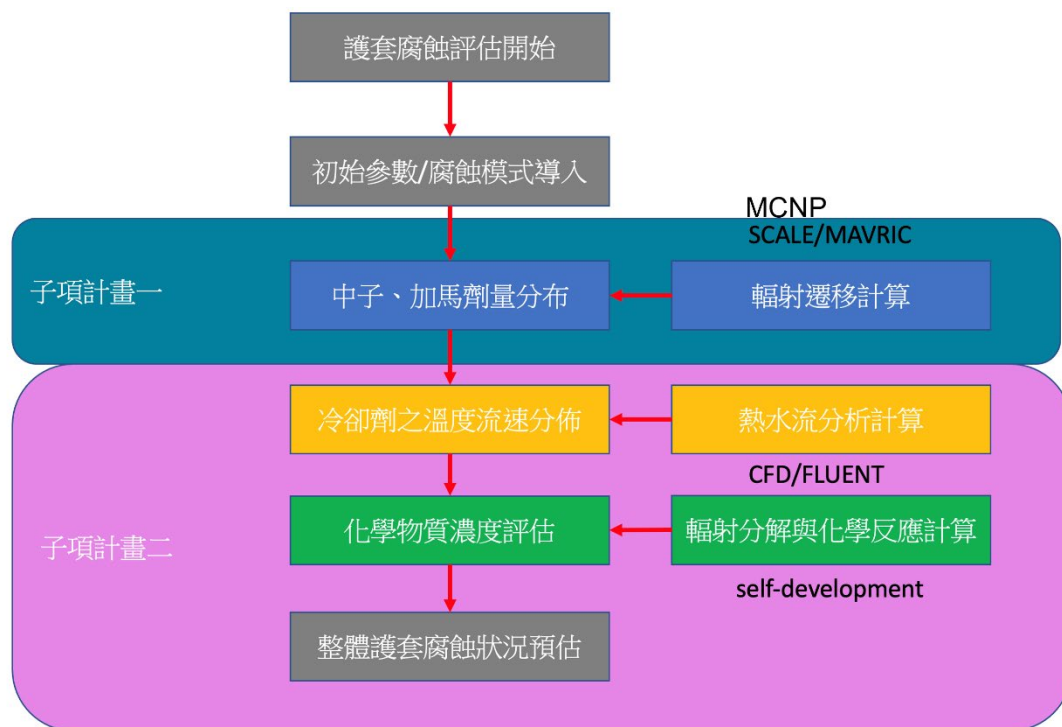 護套腐蝕評估開始
初始參數/腐蝕模式導入
MCNP
SCALE/MAVRIC
子項計畫一
中子、加馬劑量分布
輻射遷移計算
冷卻劑之溫度流速分佈
熱水流分析計算
CFD/FLUENT
子項計畫二
化學物質濃度評估
輻射分解與化學反應計算
self-development
整體護套腐蝕狀況預估